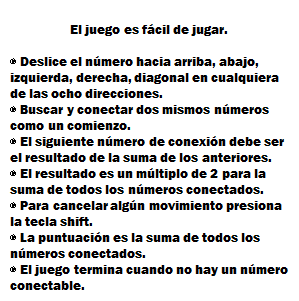 El juego es fácil de jugar.
• Deslice el número hacia arriba, abajo,
izquierda, derecha, diagonal en cualquiera
de las ocho direcciones.
• Buscar y conectar dos mismos números
como un comienzo.
• El siguiente número de conexión debe ser
el resultado de la suma de los anteriores.
• El resultado es un múltiplo de 2 para la
suma de todos los números conectados.
• Para cancelar algún movimiento presiona
la tecla shift.
• La puntuación es la suma de todos los
números conectados.
• El juego termina cuando no hay un número
conectable.